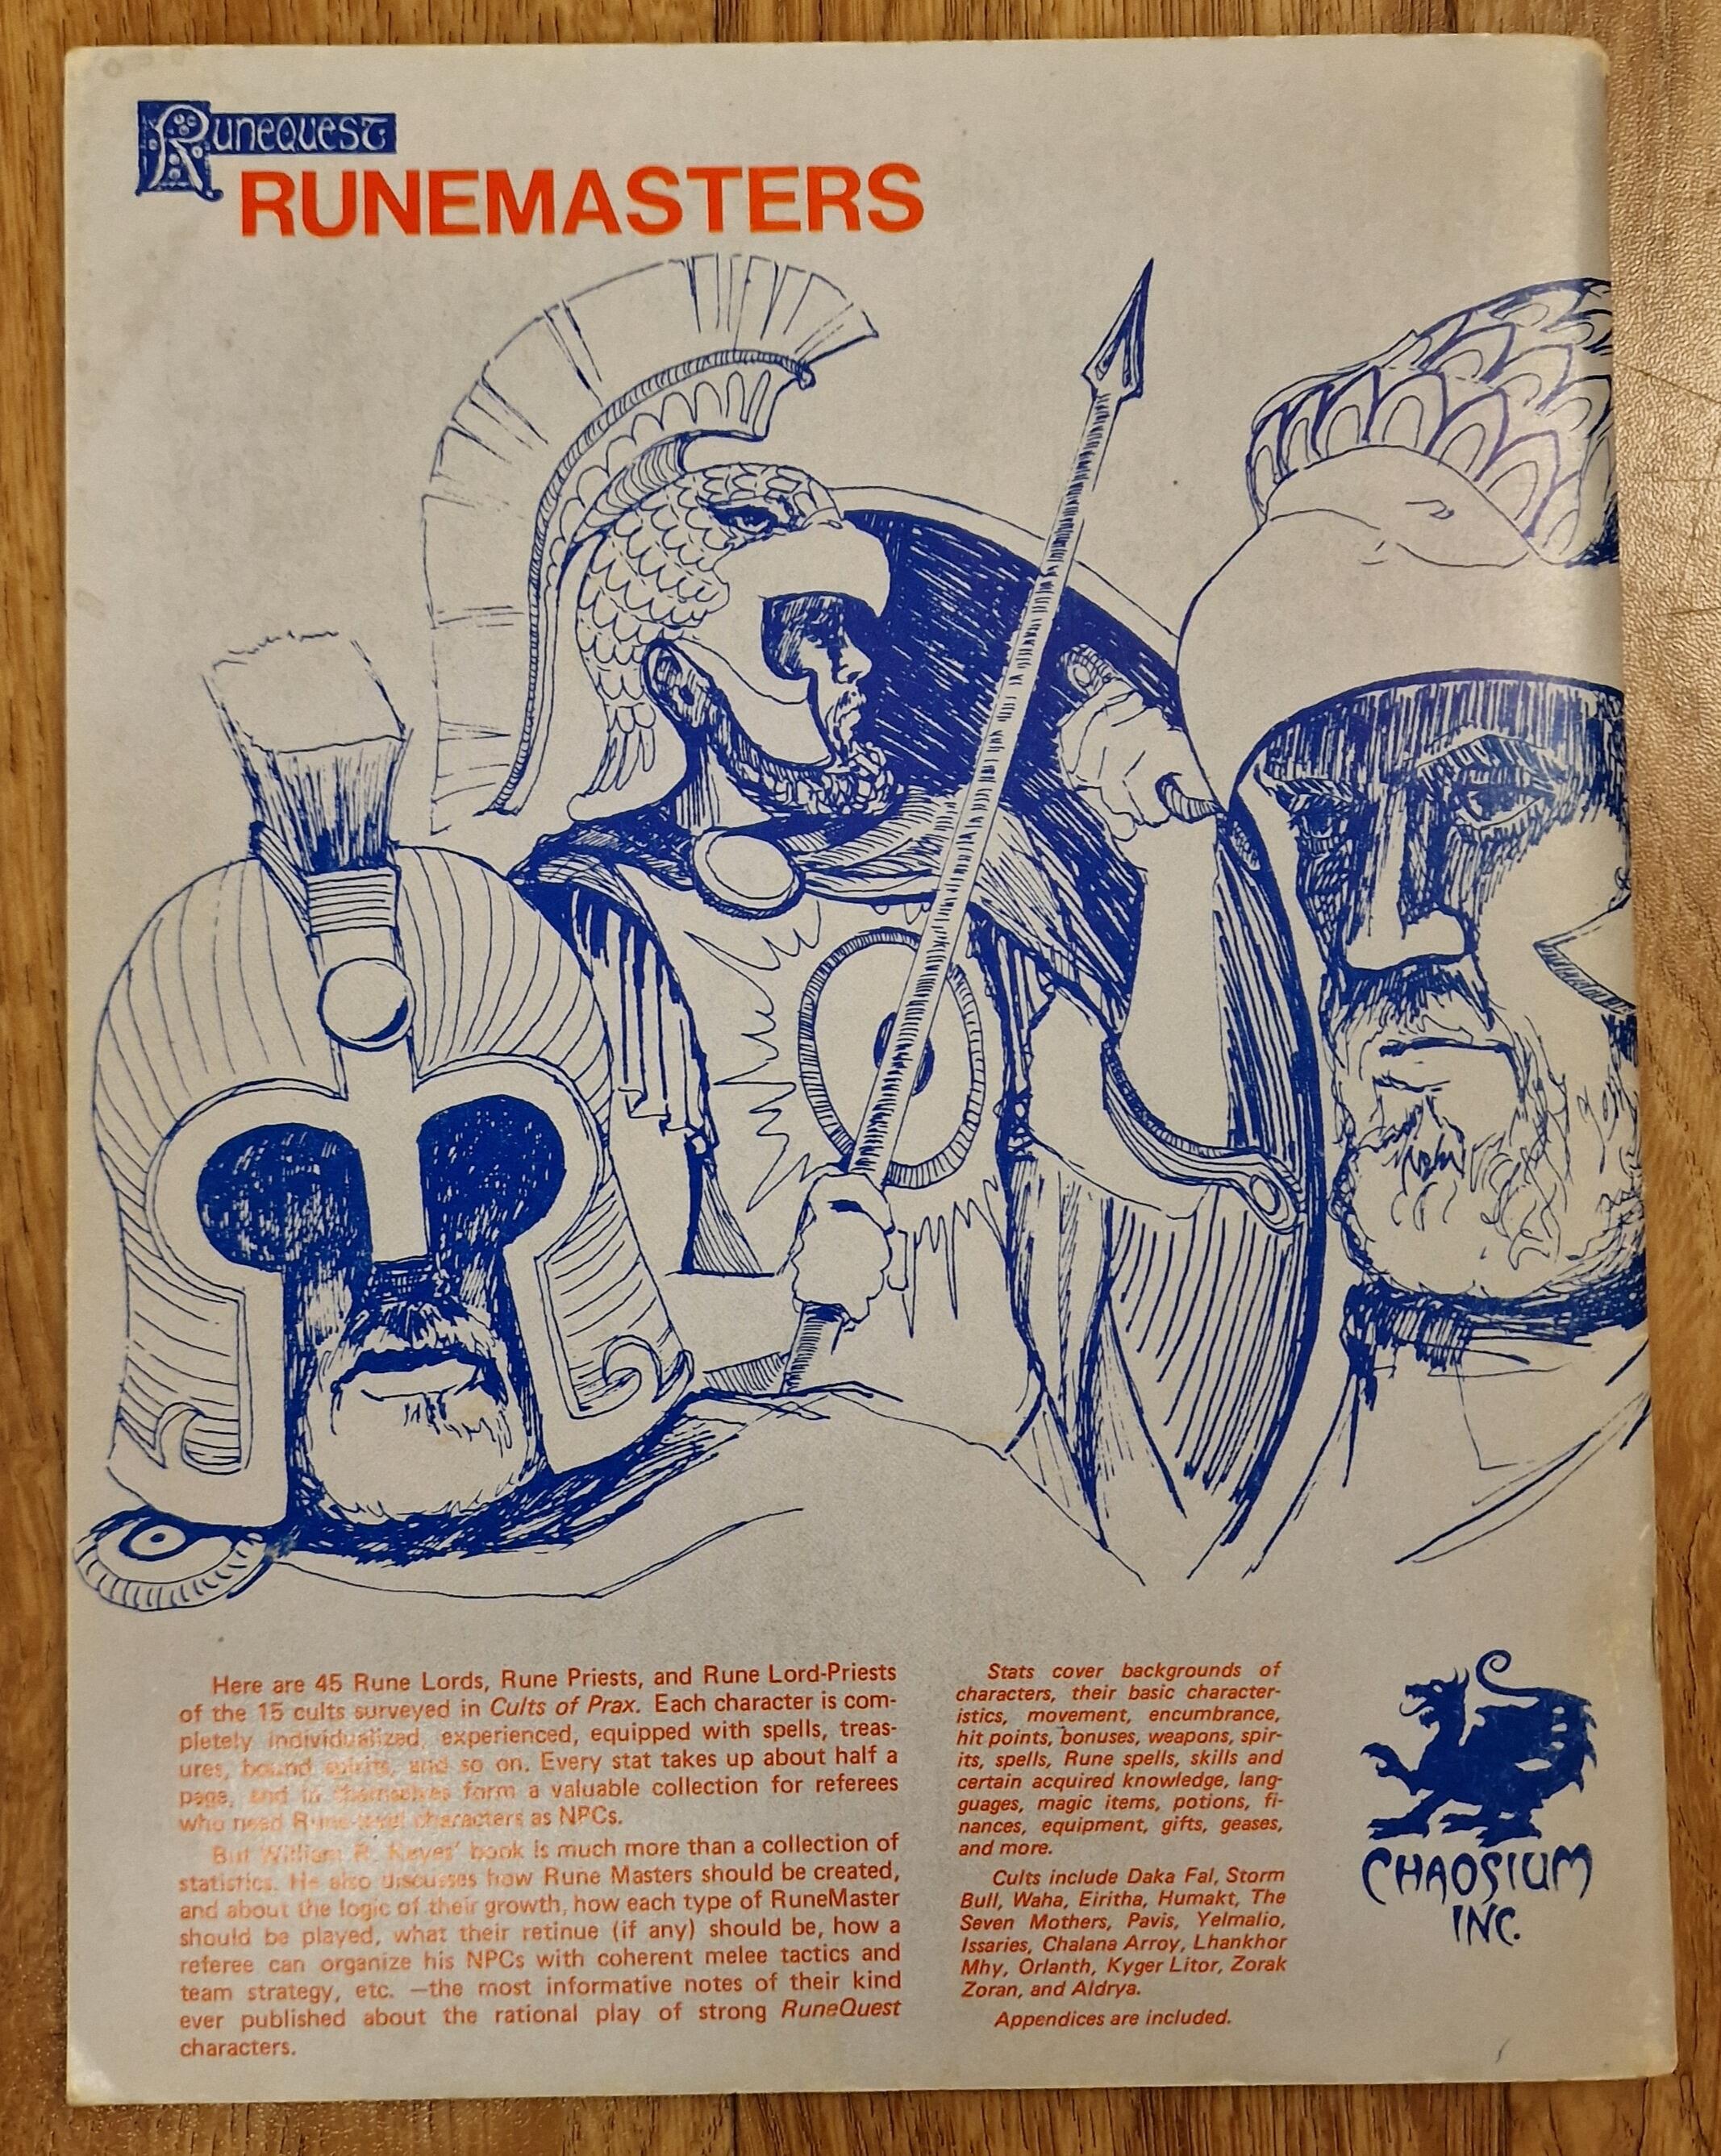 RUNEQUEST
RUNEMASTERS
Here are 45 Rune Lords, Rune Priests, and Rune Lord-Priests
of the 15 cults surveyed in Cults of Prax. Each character is com-
pletely individualized, experienced, equipped with spells, treas-
ures, bound spirits, and so on. Every stat takes up about half a
page, and in themselves form a valuable collection for referees
who need Rune-level characters as NPCs.
But William R. Keyes' book is much more than a collection of
statistics. He also discusses how Rune Masters should be created,
and about the logic of their growth, how each type of RuneMaster
should be played, what their retinue (if any) should be, how a
referee can organize his NPCs with coherent melee tactics and
team strategy, etc. —the most informative notes of their kind
ever published about the rational play of strong RuneQuest
characters.
Stats cover backgrounds of
characters, their basic character-
istics, movement, encumbrance,
hit points, bonuses, weapons, spir-
its, spells, Rune spells, skills and
certain acquired knowledge, lang-
guages, magic items, potions, fi-
nances, equipment, gifts, geases,
and more.
Cults include Daka Fal, Storm
Bull, Waha, Eiritha, Humakt, The
Seven Mothers, Pavis, Yelmalio,
Issaries, Chalana Arroy, Lhankhor
Mhy, Orlanth, Kyger Litor, Zorak
Zoran, and Aldrya.
Appendices are included.
CHAOSIUM
INC.